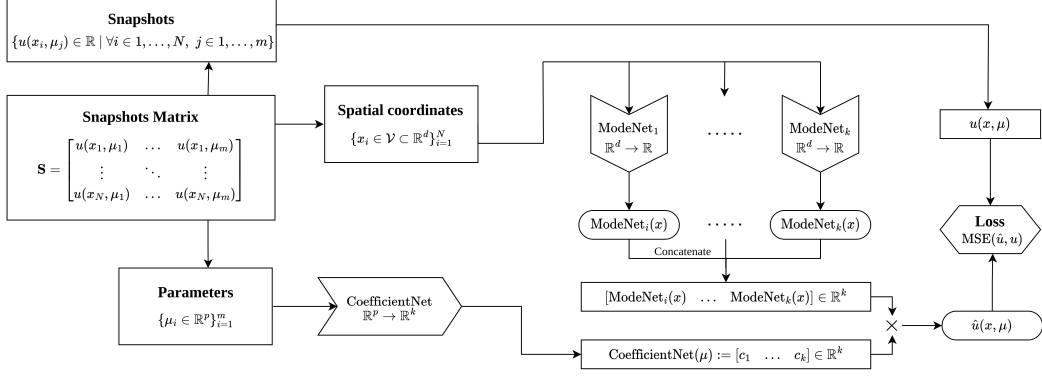 Snapshots
{u(x_i, μ_j) ∈ ℝ | ∀i ∈ 1, …, N, j ∈ 1, …, m}
Snapshots Matrix
S = [u(x_1, μ_1) … u(x_1, μ_m)
⋮ ⋱ ⋮
u(x_N, μ_1) … u(x_N, μ_m)]
Spatial coordinates
{x_i ∈ 𝒱 ⊂ ℝ^d}_{i=1}^N
ModeNet_1
ℝ^d → ℝ
.....
ModeNet_k
ℝ^d → ℝ
u(x, μ)
ModeNet_i(x)
.....
ModeNet_k(x)
Loss
MSE(û, u)
Concatenate
Parameters
{μ_i ∈ ℝ^p}_{i=1}^m
CoefficientNet
ℝ^p → ℝ^k
[ModeNet_i(x) … ModeNet_k(x)] ∈ ℝ^k
×
û(x, μ)
CoefficientNet(μ) := [c_1 … c_k] ∈ ℝ^k